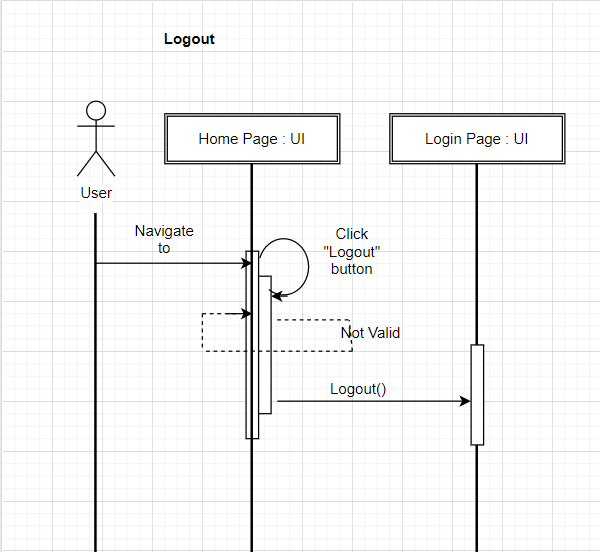 Logout
Home Page : UI
Login Page : UI
User
Navigate
to
Click
"Logout"
button
Not Valid
Logout()